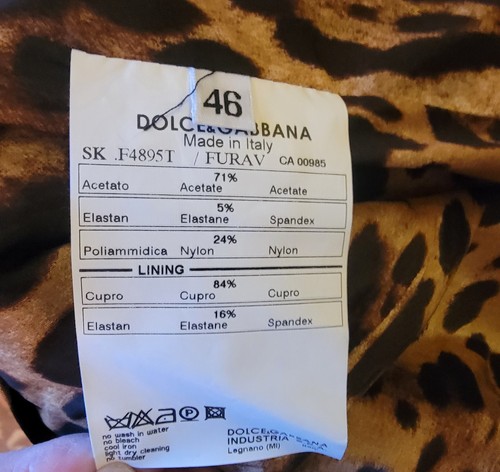 46
DOLCE&GABBANA
Made in Italy
SK .F4895T / FURAV CA 00985
71%
Acetato Acetate Acetate
5%
Elastan Elastane Spandex
24%
Poliammidica Nylon Nylon
LINING
84%
Cupro Cupro Cupro
16%
Elastan Elastane Spandex
P
no wash in water
no bleach
cool iron
light dry cleaning
no tumbler
DOLCE&GABBANA
INDUSTRIA
Legnano (MI)